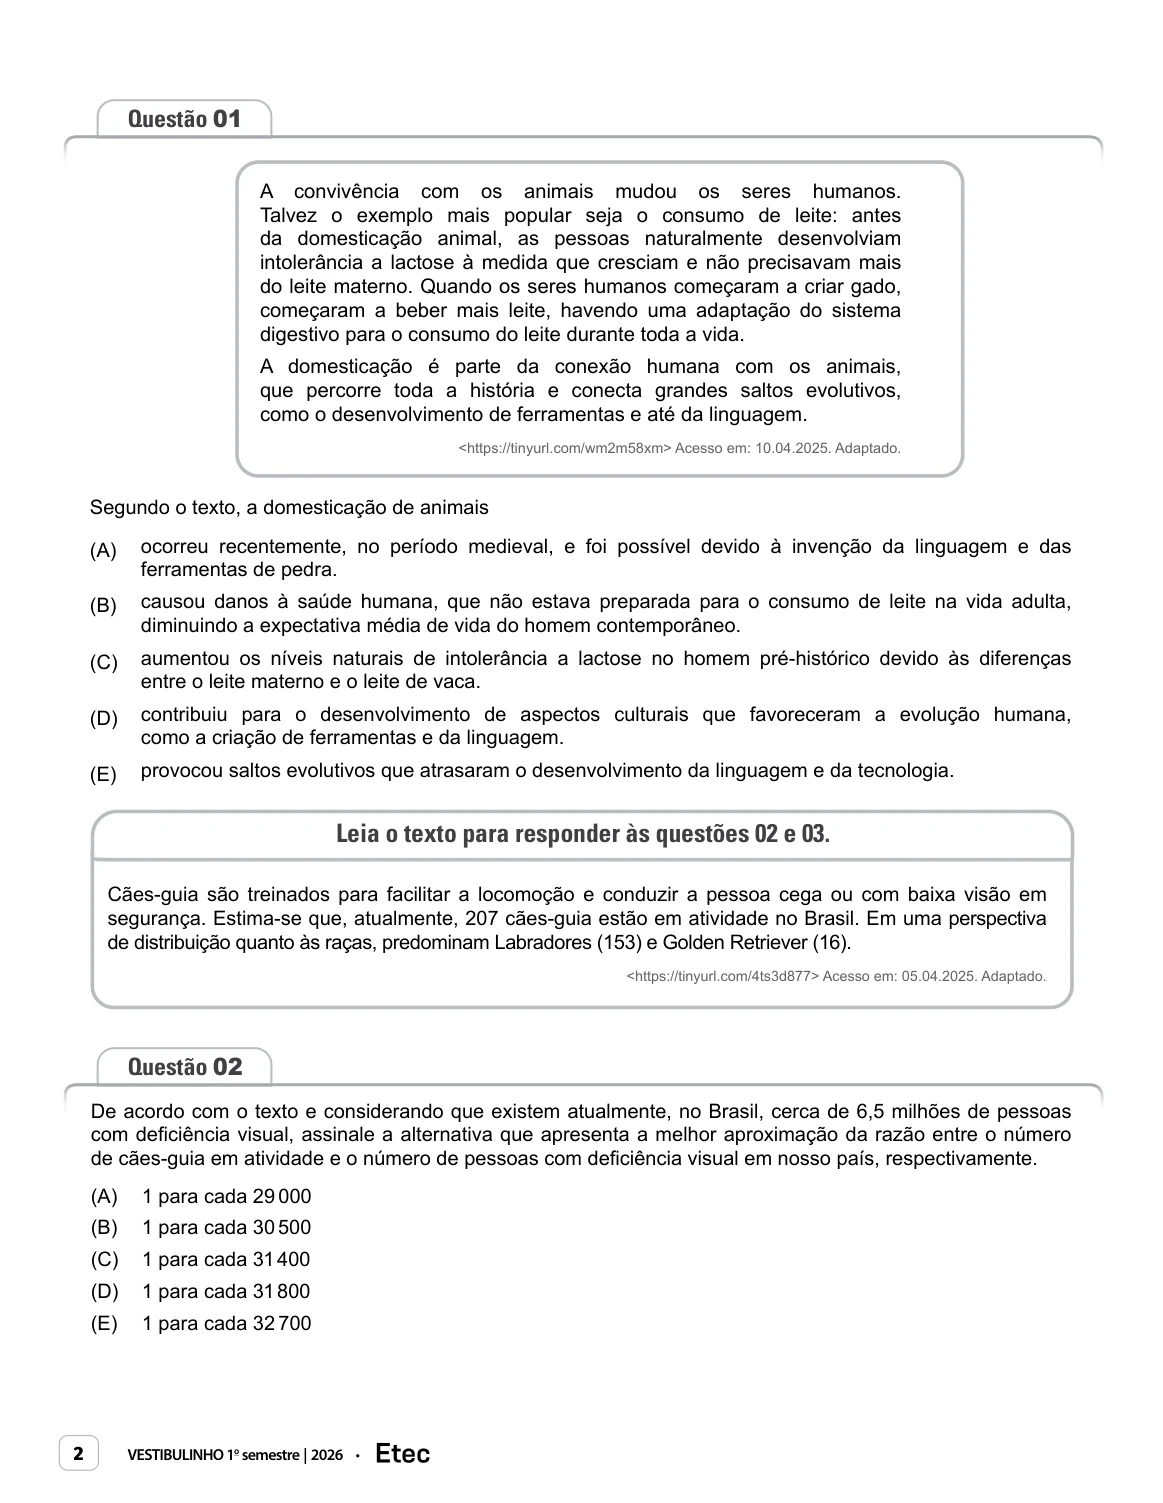 Questão 01
A convivência com os animais mudou os seres humanos.
Talvez o exemplo mais popular seja o consumo de leite: antes
da domesticação animal, as pessoas naturalmente desenvolviam
intolerância a lactose à medida que cresciam e não precisavam mais
do leite materno. Quando os seres humanos começaram a criar gado,
começaram a beber mais leite, havendo uma adaptação do sistema
digestivo para o consumo do leite durante toda a vida.
A domesticação é parte da conexão humana com os animais,
que percorre toda a história e conecta grandes saltos evolutivos,
como o desenvolvimento de ferramentas e até da linguagem.
<https://tinyurl.com/wm2m58xm> Acesso em: 10.04.2025. Adaptado.
Segundo o texto, a domesticação de animais
(A) ocorreu recentemente, no período medieval, e foi possível devido à invenção da linguagem e das
ferramentas de pedra.
(B) causou danos à saúde humana, que não estava preparada para o consumo de leite na vida adulta,
diminuindo a expectativa média de vida do homem contemporâneo.
(C) aumentou os níveis naturais de intolerância a lactose no homem pré-histórico devido às diferenças
entre o leite materno e o leite de vaca.
(D) contribuiu para o desenvolvimento de aspectos culturais que favoreceram a evolução humana,
como a criação de ferramentas e da linguagem.
(E) provocou saltos evolutivos que atrasaram o desenvolvimento da linguagem e da tecnologia.
Leia o texto para responder às questões 02 e 03.
Cães-guia são treinados para facilitar a locomoção e conduzir a pessoa cega ou com baixa visão em
segurança. Estima-se que, atualmente, 207 cães-guia estão em atividade no Brasil. Em uma perspectiva
de distribuição quanto às raças, predominam Labradores (153) e Golden Retriever (16).
<https://tinyurl.com/4ts3d877> Acesso em: 05.04.2025. Adaptado.
Questão 02
De acordo com o texto e considerando que existem atualmente, no Brasil, cerca de 6,5 milhões de pessoas
com deficiência visual, assinale a alternativa que apresenta a melhor aproximação da razão entre o número
de cães-guia em atividade e o número de pessoas com deficiência visual em nosso país, respectivamente.
(A) 1 para cada 29 000
(B) 1 para cada 30 500
(C) 1 para cada 31 400
(D) 1 para cada 31 800
(E) 1 para cada 32 700
2 VESTIBULINHO 1º semestre | 2026 · Etec